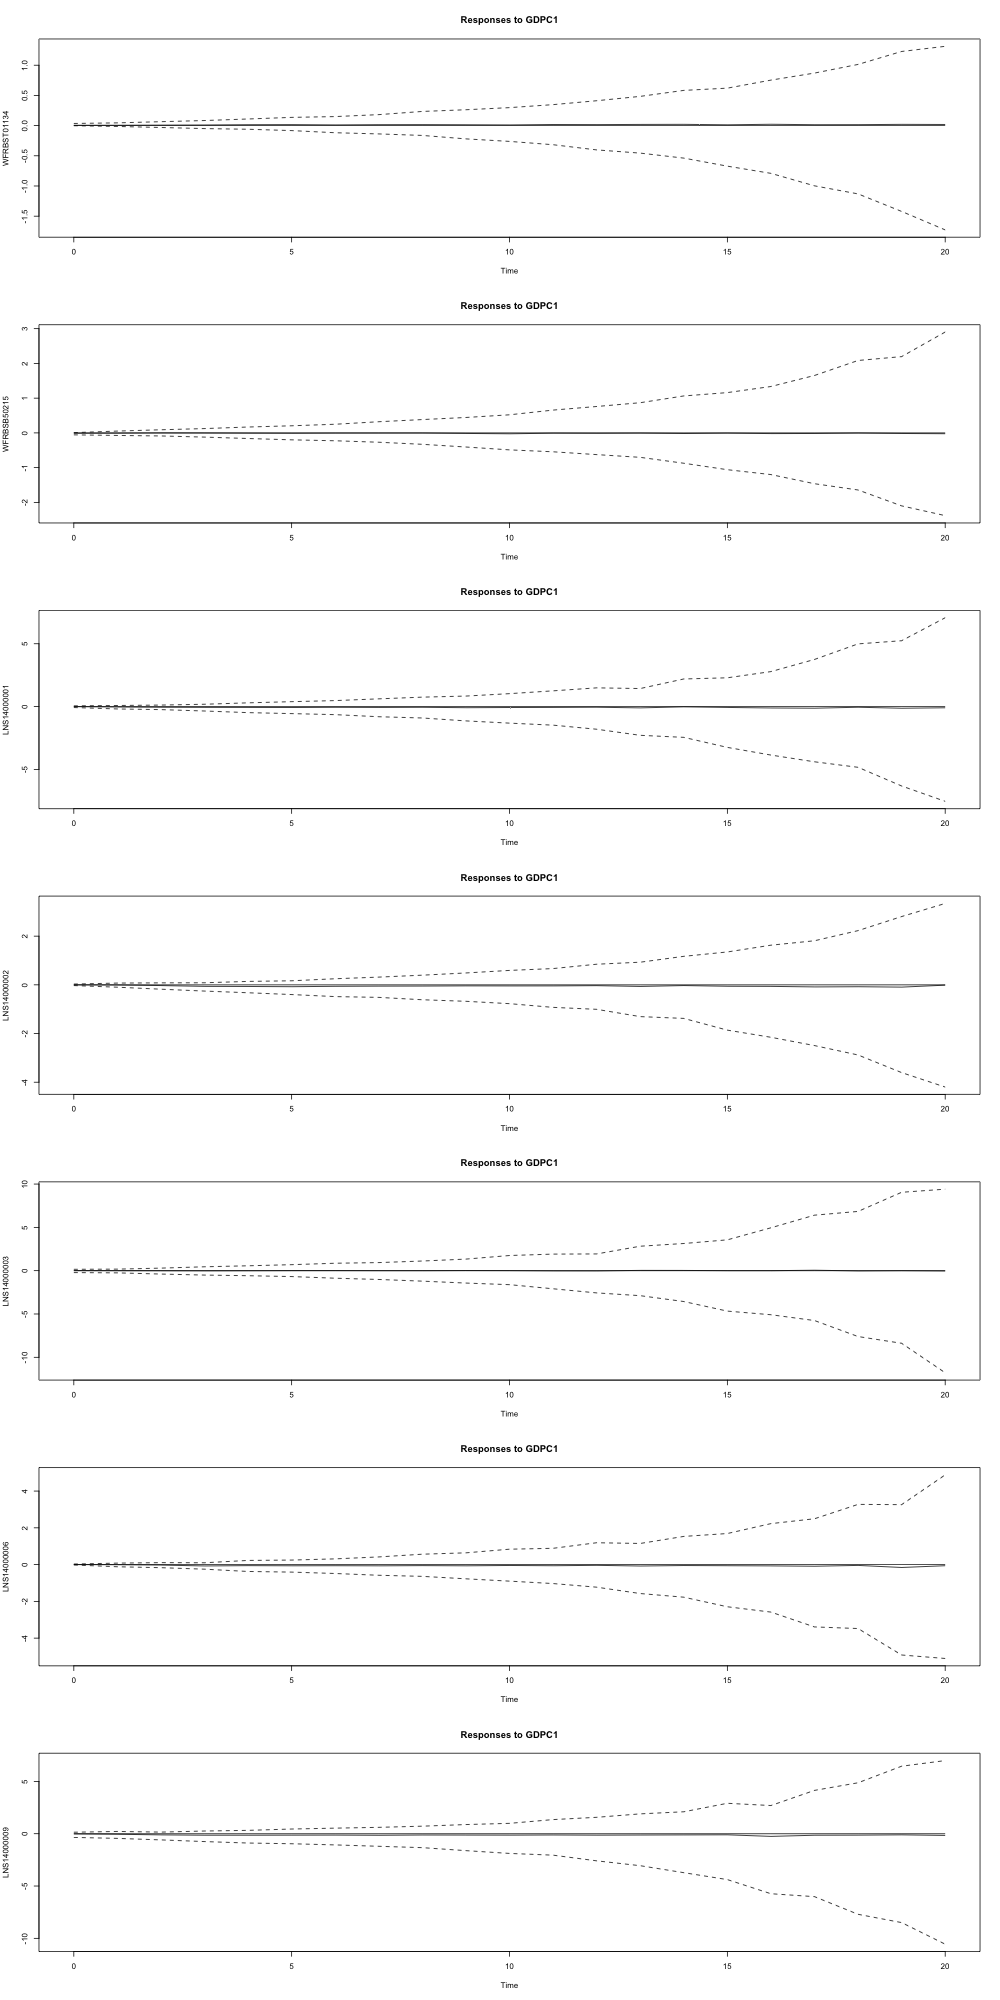 Responses to GDPC1
WFRBST01134
1.0
0.5
0.0
-0.5
-1.0
-1.5
0 5 10 15 20
Time
Responses to GDPC1
WFRBSB50215
3
2
1
0
-1
-2
0 5 10 15 20
Time
Responses to GDPC1
LNS14000001
5
0
-5
0 5 10 15 20
Time
Responses to GDPC1
LNS14000002
2
0
-2
-4
0 5 10 15 20
Time
Responses to GDPC1
LNS14000003
10
5
0
-5
-10
0 5 10 15 20
Time
Responses to GDPC1
LNS14000006
4
2
0
-2
-4
0 5 10 15 20
Time
Responses to GDPC1
LNS14000009
5
0
-5
-10
0 5 10 15 20
Time